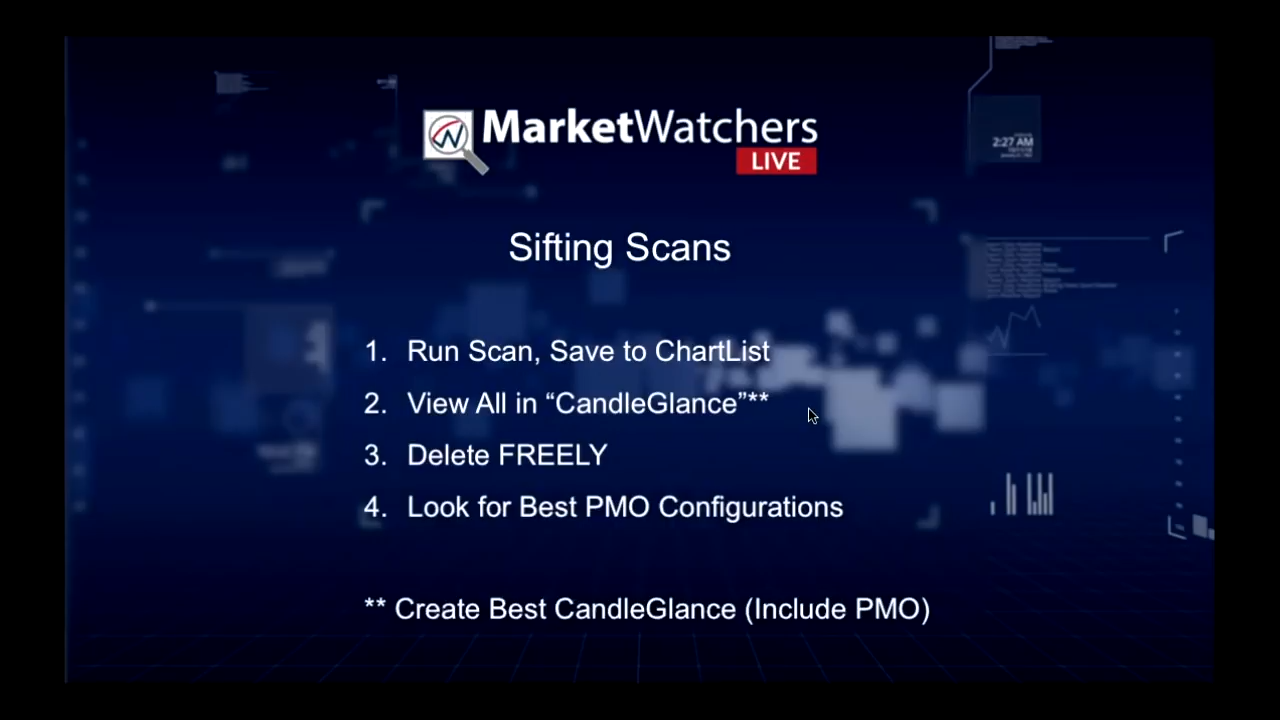 MarketWatchers
LIVE
2:27 AM
Sifting Scans
1. Run Scan, Save to ChartList
2. View All in “CandleGlance”**
3. Delete FREELY
4. Look for Best PMO Configurations
** Create Best CandleGlance (Include PMO)